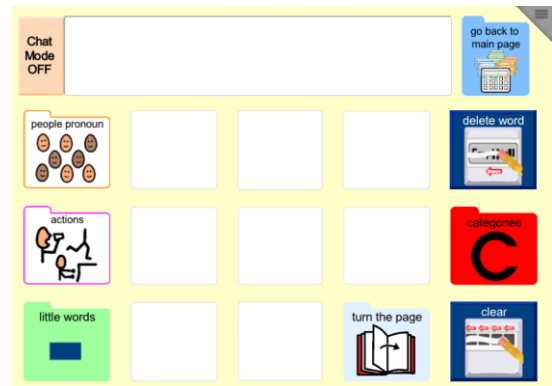 Chat
Mode
OFF
go back to
main page
people pronoun
delete word
actions
categories
C
little words
turn the page
clear